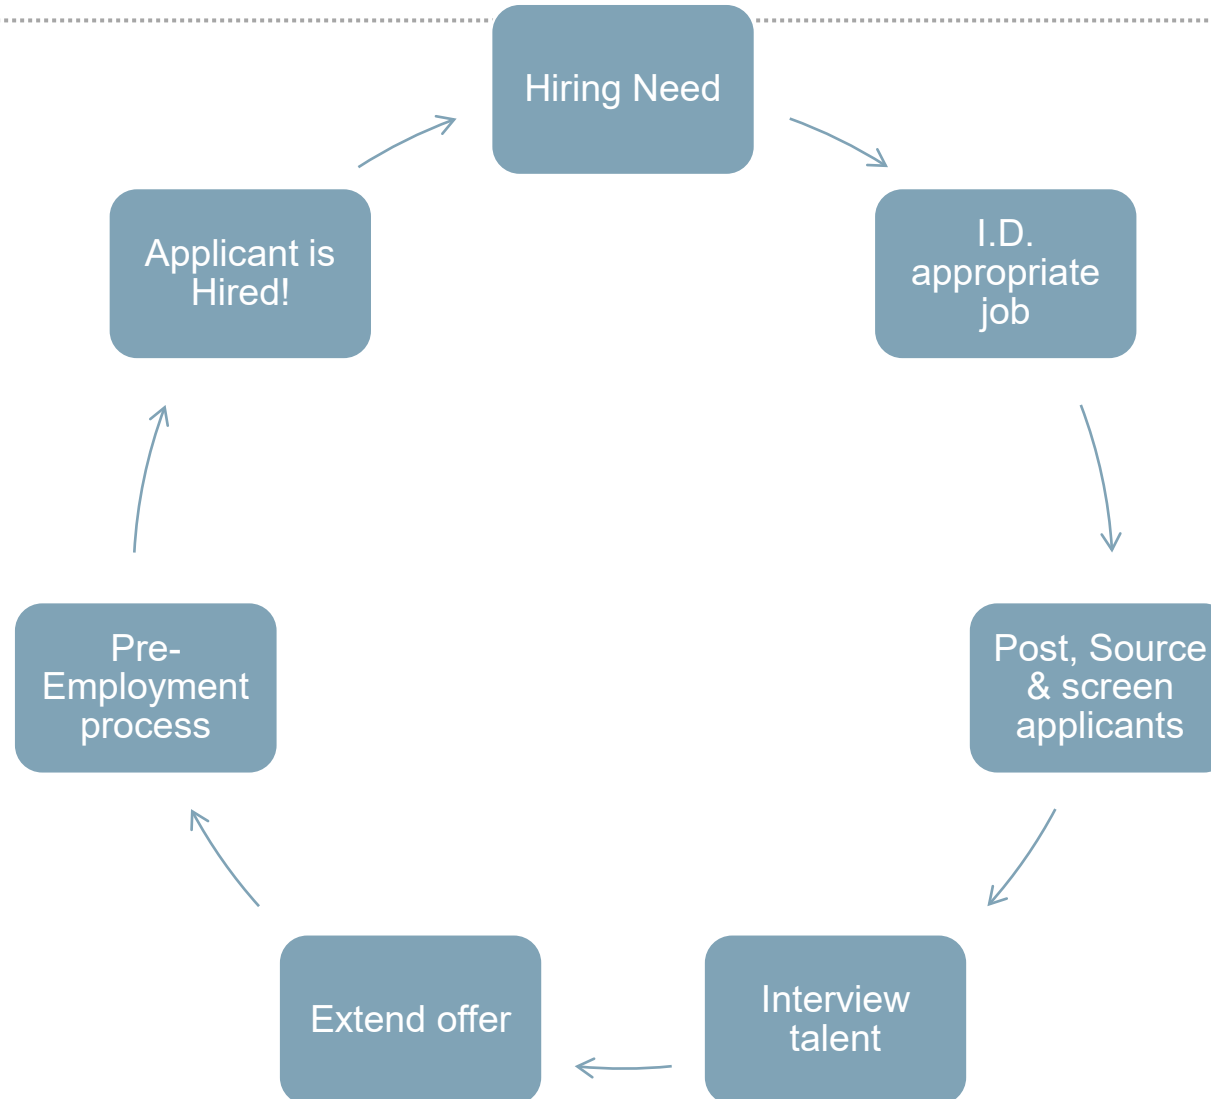 Hiring Need
I.D.
appropriate
job
Post, Source
& screen
applicants
Interview
talent
Extend offer
Pre-
Employment
process
Applicant is
Hired!